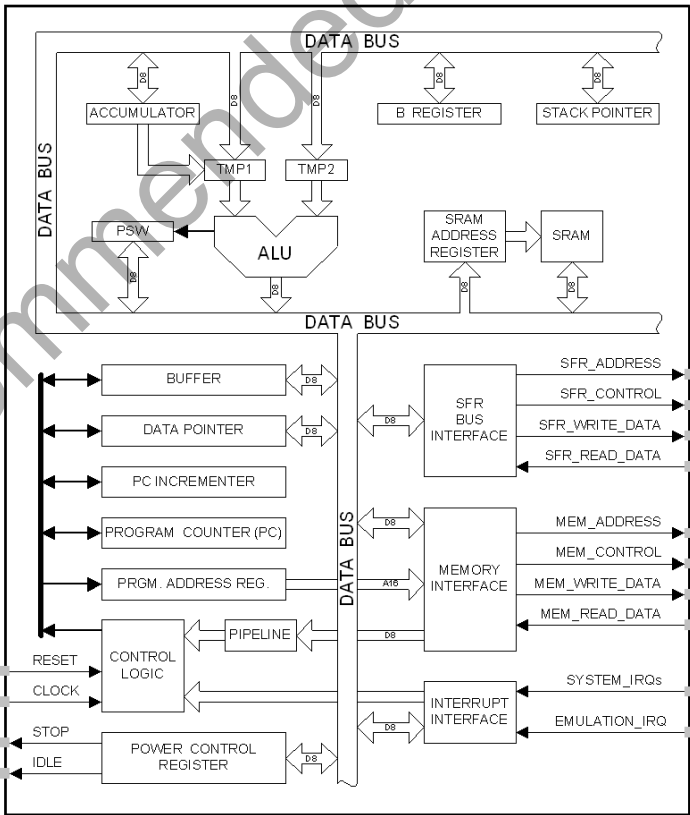 mmended
DATA BUS
D8
D8
D8
D8
D8
ACCUMULATOR
B REGISTER
STACK POINTER
DATA BUS
TMP1
TMP2
PSW
ALU
SRAM
ADDRESS
REGISTER
SRAM
D8
D8
D8
D8
DATA BUS
BUFFER
D8
DATA POINTER
D8
PC INCREMENTER
PROGRAM COUNTER (PC)
PRGM. ADDRESS REG.
A16
DATA BUS
SFR
BUS
INTERFACE
D8
SFR_ADDRESS
SFR_CONTROL
SFR_WRITE_DATA
SFR_READ_DATA
D8
MEMORY
INTERFACE
MEM_ADDRESS
MEM_CONTROL
MEM_WRITE_DATA
MEM_READ_DATA
PIPELINE
D8
CONTROL
LOGIC
RESET
CLOCK
INTERRUPT
INTERFACE
SYSTEM_IRQs
EMULATION_IRQ
D8
STOP
IDLE
POWER CONTROL
REGISTER
D8